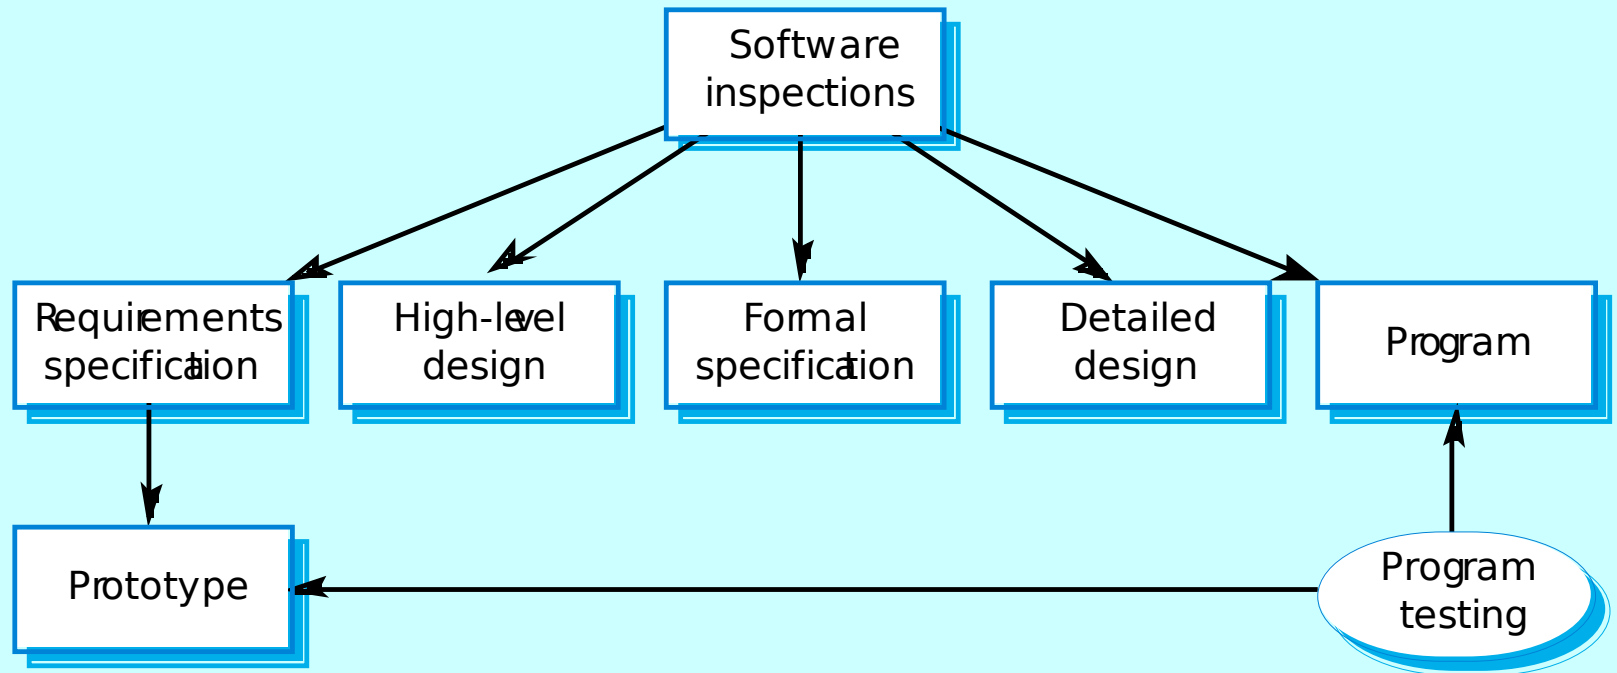 Software
inspections
Requirements
specification
High-level
design
Formal
specification
Detailed
design
Program
Prototype
Program
testing